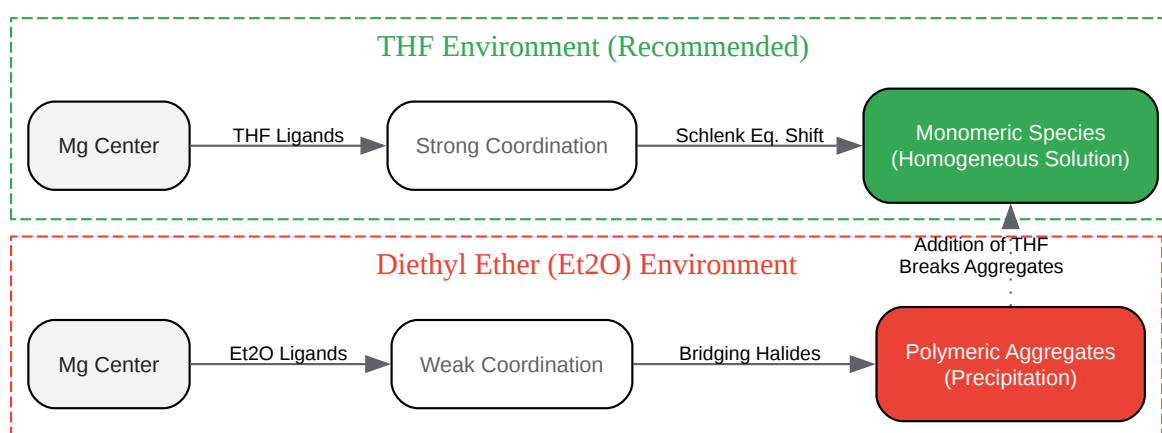 THF Environment (Recommended)
Mg Center
THF Ligands
Strong Coordination
Schlenk Eq. Shift
Monomeric Species
(Homogeneous Solution)
Addition of THF
Breaks Aggregates
Diethyl Ether (Et2O) Environment
Mg Center
Et2O Ligands
Weak Coordination
Bridging Halides
Polymeric Aggregates
(Precipitation)